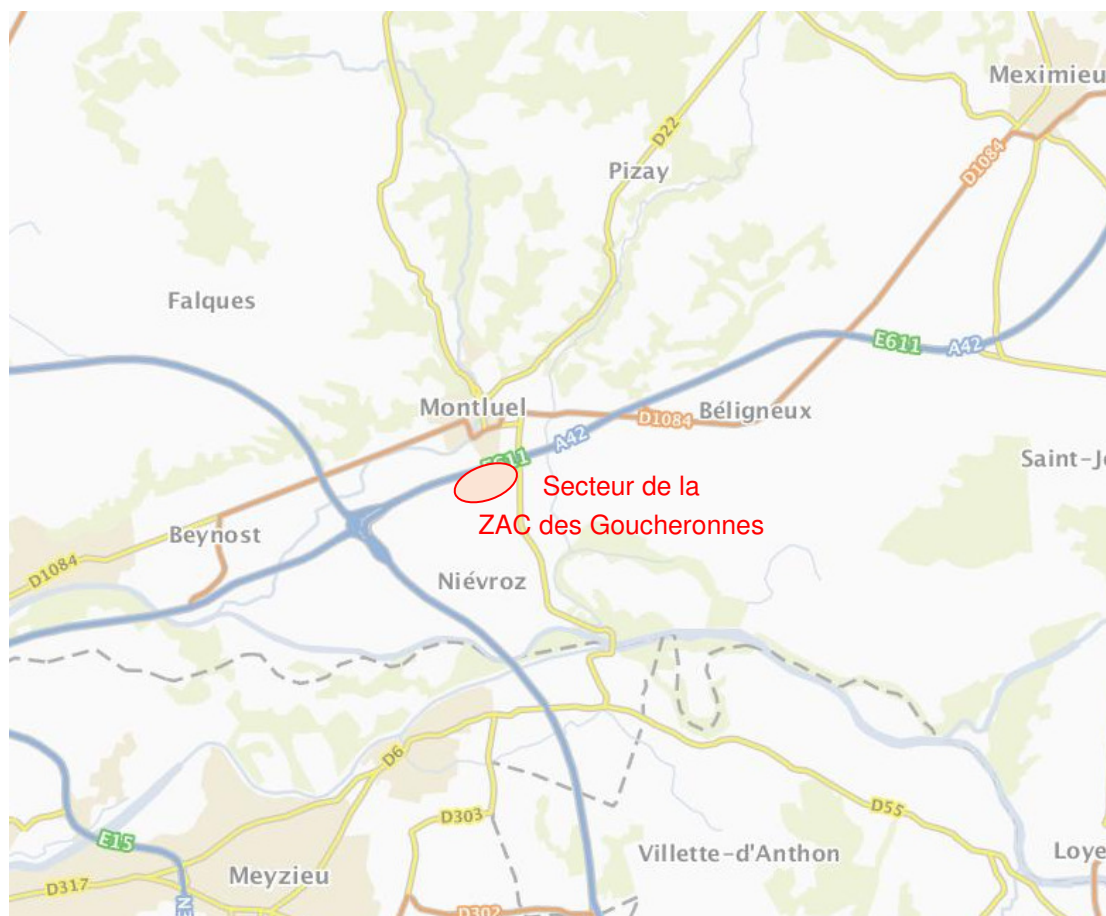 Meximieu
D22
Pizay
D1084
Falques
E611
A42
Montluel
D1084
Béligneux
A42
E611
Saint-Je
Secteur de la
ZAC des Goucheronnes
Beynost
D1084
Niévroz
D6
D303
D55
E15
Villette-d'Anthon
Loye
Meyzieu
D317
D302